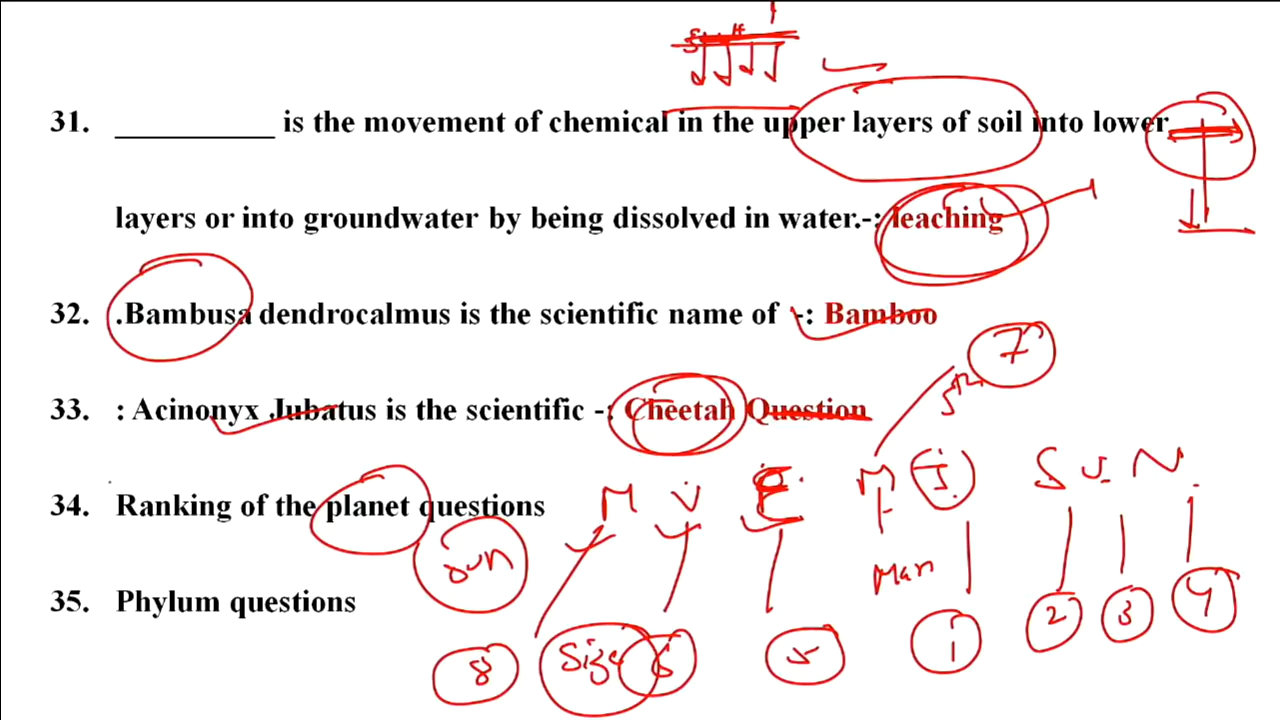 31. __________ is the movement of chemical in the upper layers of soil into lower
layers or into groundwater by being dissolved in water.-: leaching
32. .Bambusa dendrocalmus is the scientific name of -: Bamboo
7
33. : Acinonyx Jubatus is the scientific -: Cheetah Question
34. Ranking of the planet questions M V E M J S U N
Sun
Mars
35. Phylum questions
8 Size 6 5 1 2 3 4